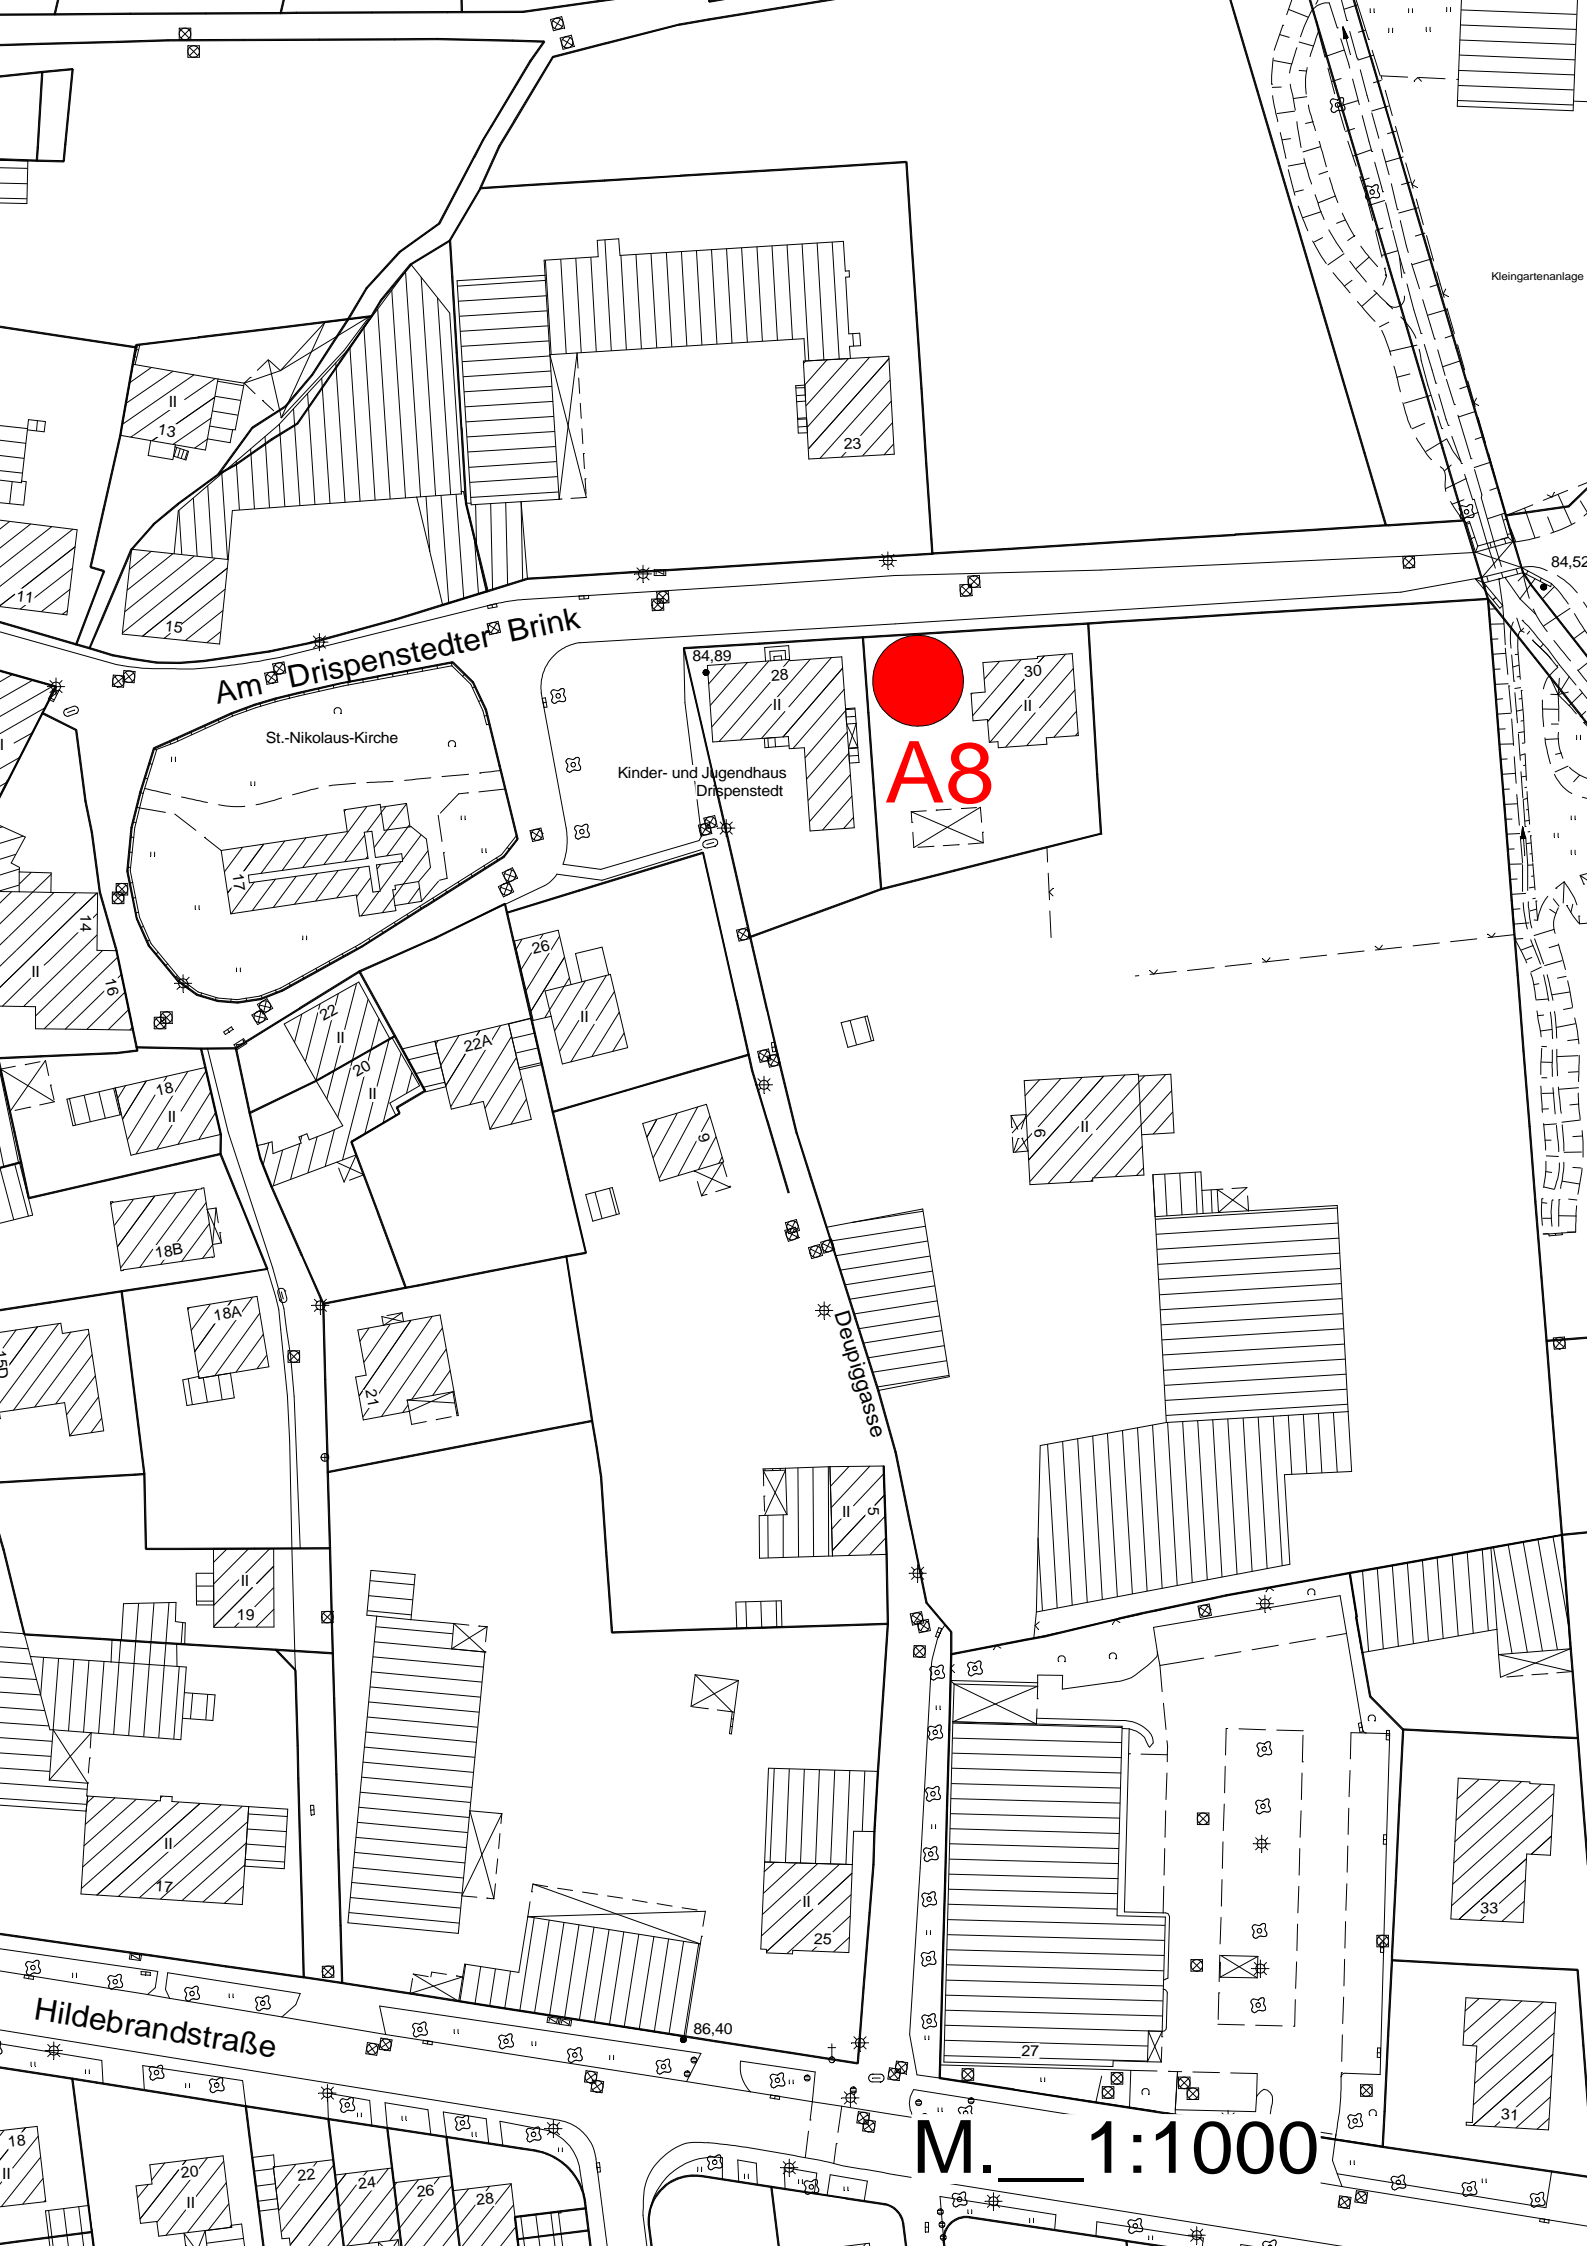 Kleingartenanlage
II
13
23
84,52
11
15
Am Drispenstedter Brink
84,89
28
II
30
II
St.-Nikolaus-Kirche
Kinder- und Jugendhaus
Drispenstedt
A8
17
14
II
16
26
II
22
II
22A
20
II
18
II
9
6
II
18B
18A
15D
21
Deupiggasse
II
5
II
19
II
17
II
25
33
Hildebrandstraße
86,40
27
31
M.__1:1000
18
II
20
II
22
24
26
28